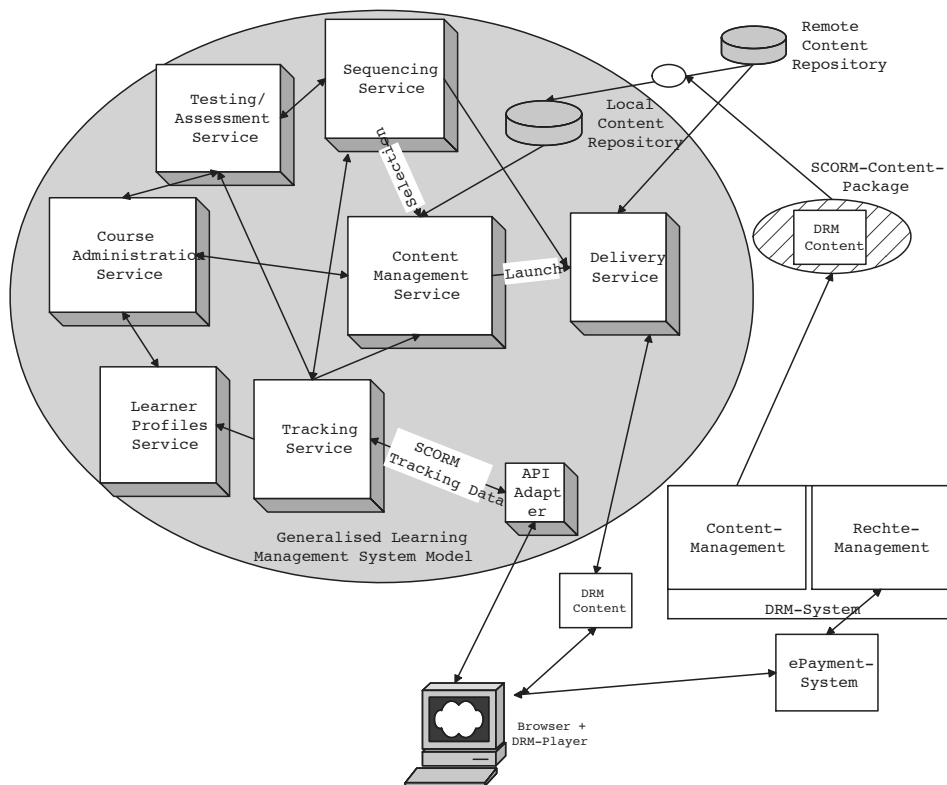 Remote
Content
Repository
Sequencing
Service
Testing/
Assessment
Service
Local
Content
Repository
Selection
SCORM-Content-
Package
DRM
Content
Course
Administration
Service
Content
Management
Service
Launch
Delivery
Service
Learner
Profiles
Service
Tracking
Service
SCORM
Tracking Data
API
Adapt
er
Generalised Learning
Management System Model
Content-
Management
Rechte-
Management
DRM-System
DRM
Content
ePayment-
System
Browser +
DRM-Player